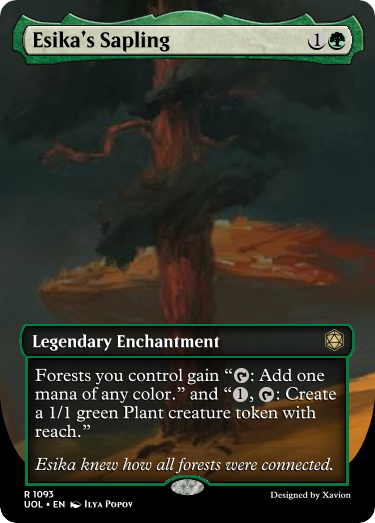 Esika's Sapling 1
Legendary Enchantment
Forests you control gain “: Add one
mana of any color.” and “1, : Create
a 1/1 green Plant creature token with
reach.”
Esika knew how all forests were connected.
R 1093
UOL • EN Ilya Popov
Designed by Xavion